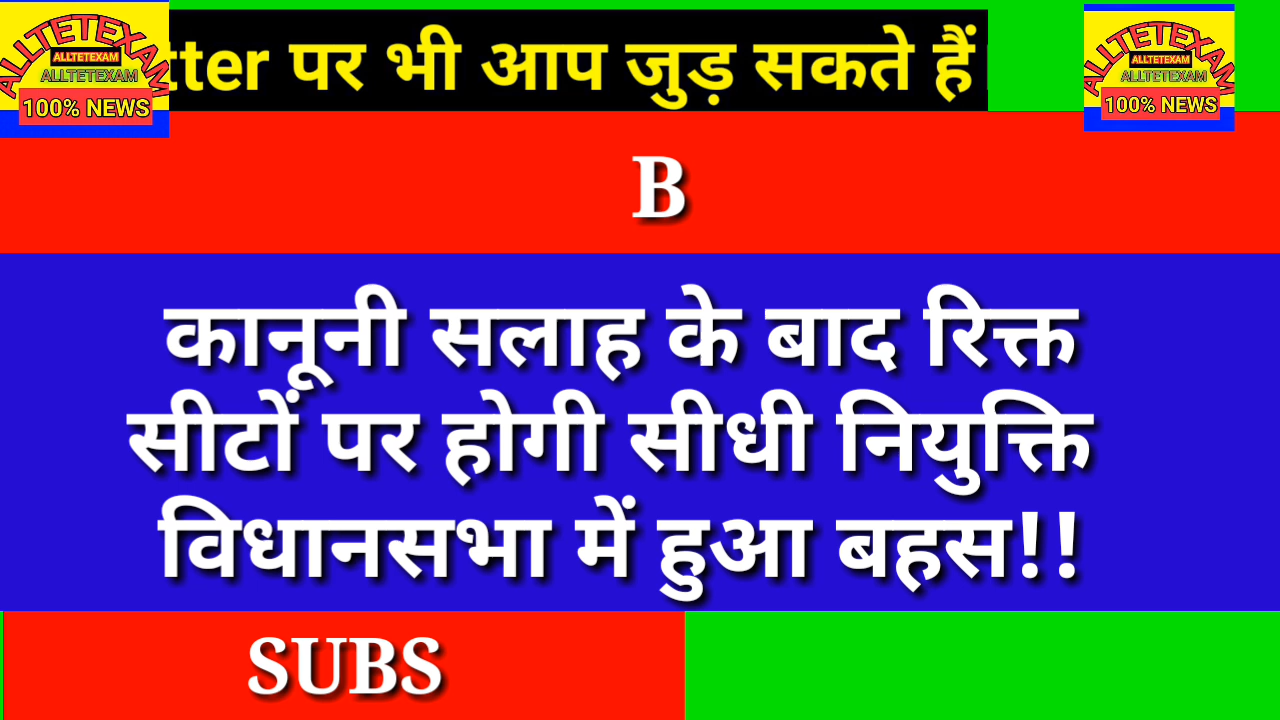 ALLTETEXAM
ALLTETEXAM
ALLTETEXAM
100% NEWS
tter पर भी आप जुड़ सकते हैं
ALLTETEXAM
ALLTETEXAM
ALLTETEXAM
100% NEWS
B
कानूनी सलाह के बाद रिक्त
सीटों पर होगी सीधी नियुक्ति
विधानसभा में हुआ बहस!!
SUBS